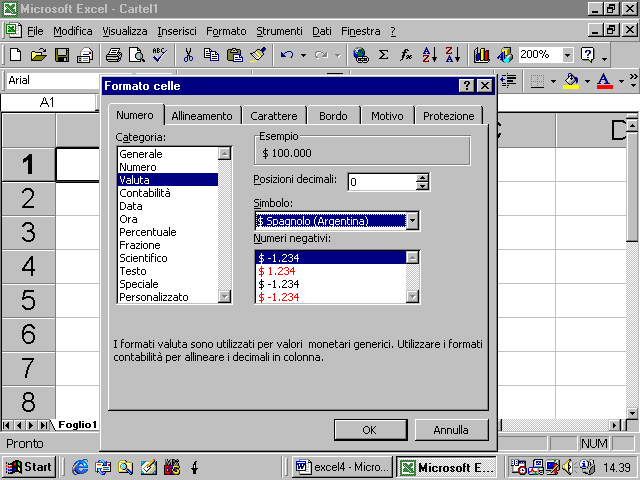 Microsoft Excel - Cartel1
File Modifica Visualizza Inserisci Formato Strumenti Dati Finestra ?
200%
Arial
A1
Formato celle
Numero Allineamento Carattere Bordo Motivo Protezione
Categoria:
Generale
Numero
Valuta
Contabilità
Data
Ora
Percentuale
Frazione
Scientifico
Testo
Speciale
Personalizzato
Esempio
$ 100.000
Posizioni decimali: 0
Simbolo:
$ Spagnolo (Argentina)
Numeri negativi:
$ -1.234
$ 1.234
$ -1.234
$ -1.234
I formati valuta sono utilizzati per valori monetari generici. Utilizzare i formati
contabilità per allineare i decimali in colonna.
OK Annulla
C D
1
2
3
4
5
6
7
8
Foglio1
Pronto NUM
Start excel4 - Micro... Microsoft E... 14.39